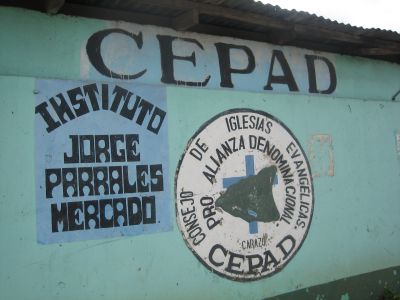 CEPAD
INSTITUTO
JORGE
PARRALES
MERCADO
CONSEJO DE IGLESIAS EVANGELICAS
PRO ALIANZA DENOMINACIONAL
CARAZO
CEPAD